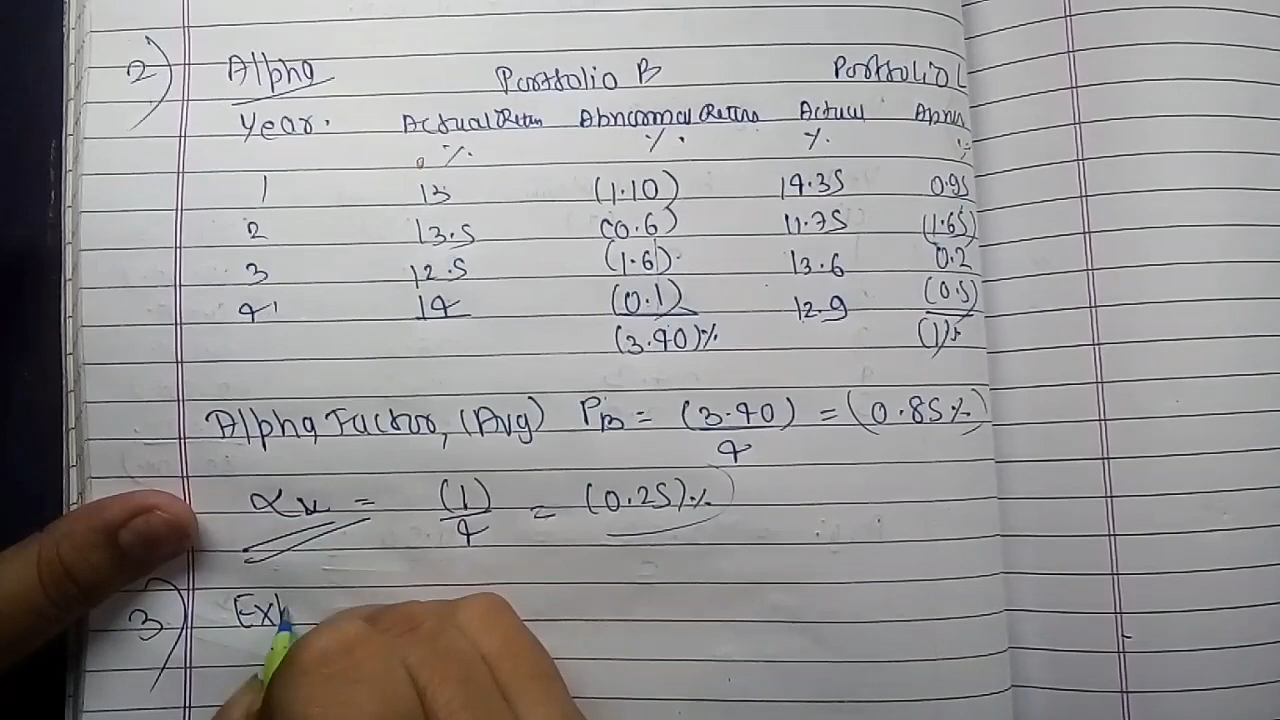 2) Alpha Portfolio B Portfolio L
Year. Actual Retun Abnormal Return Actual
% %. %. %
1 13 (1.10) 14.35 0.95
2 13.5 (0.6) 11.75 (1.65)
3 12.5 (1.6) 13.6 0.2
4 14 (0.1) 12.9 (0.5)
(3.40)% (1)%
Alpha Factor, (Avg) PB = (3.40) = (0.85%)
4
= (1) = (0.25)%
4
3) Exp